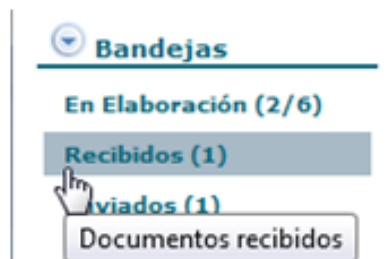 Bandejas
En Elaboración (2/6)
Recibidos (1)
viados (1)
Documentos recibidos